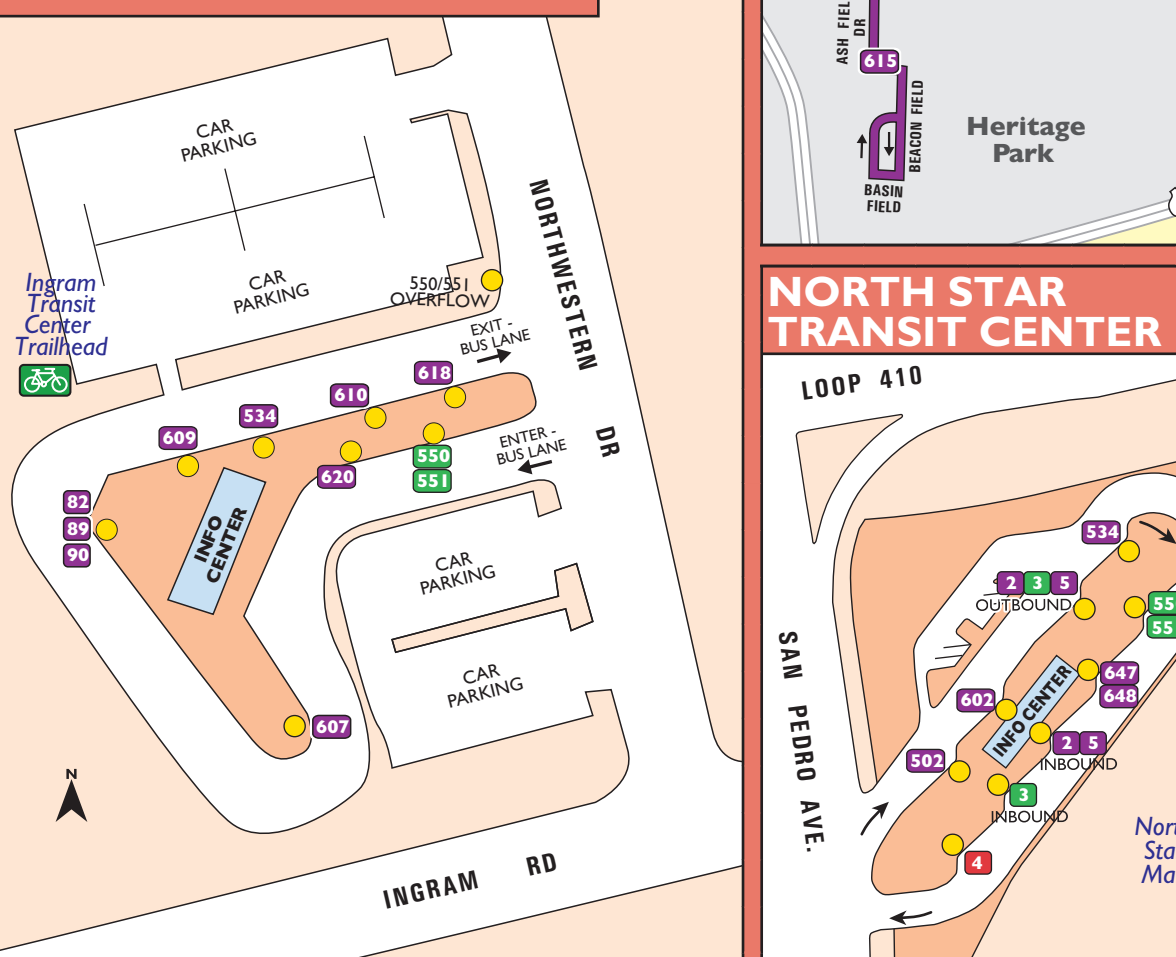 CAR
PARKING
CAR
PARKING
Ingram
Transit
Center
Trailhead
550/551
OVERFLOW
NORTHWESTERN DR
EXIT -
BUS LANE
618
610
534
609
620
550
551
ENTER -
BUS LANE
82
89
90
INFO
CENTER
CAR
PARKING
CAR
PARKING
607
N
INGRAM RD
DR
615
BEACON FIELD
BASIN
FIELD
Heritage
Park
NORTH STAR
TRANSIT CENTER
LOOP 410
534
2 3 5
OUTBOUND
647
648
602
INFO CENTER
2 5
INBOUND
502
3
INBOUND
4
SAN PEDRO AVE.